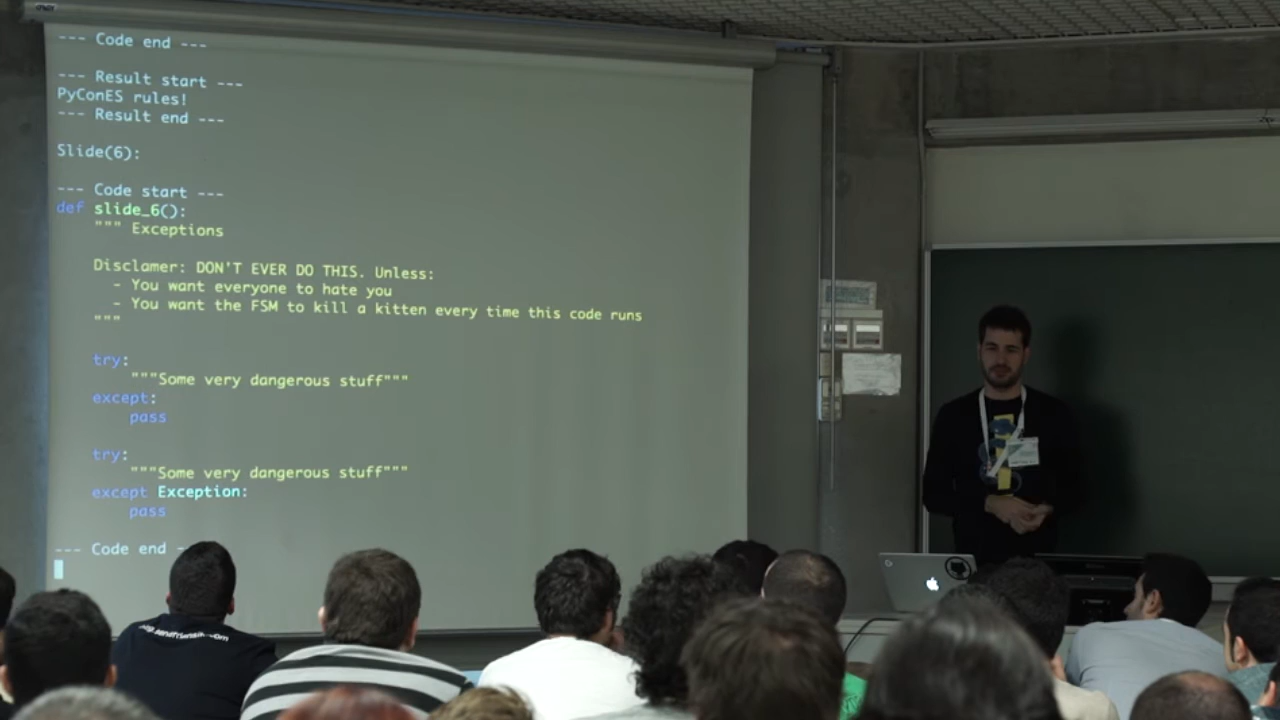 --- Code end ---
--- Result start ---
PyConES rules!
--- Result end ---
Slide(6):
--- Code start ---
def slide_6():
""" Exceptions
Disclamer: DON'T EVER DO THIS. Unless:
- You want everyone to hate you
- You want the FSM to kill a kitten every time this code runs
"""
try:
"""Some very dangerous stuff"""
except:
pass
try:
"""Some very dangerous stuff"""
except Exception:
pass
--- Code end -